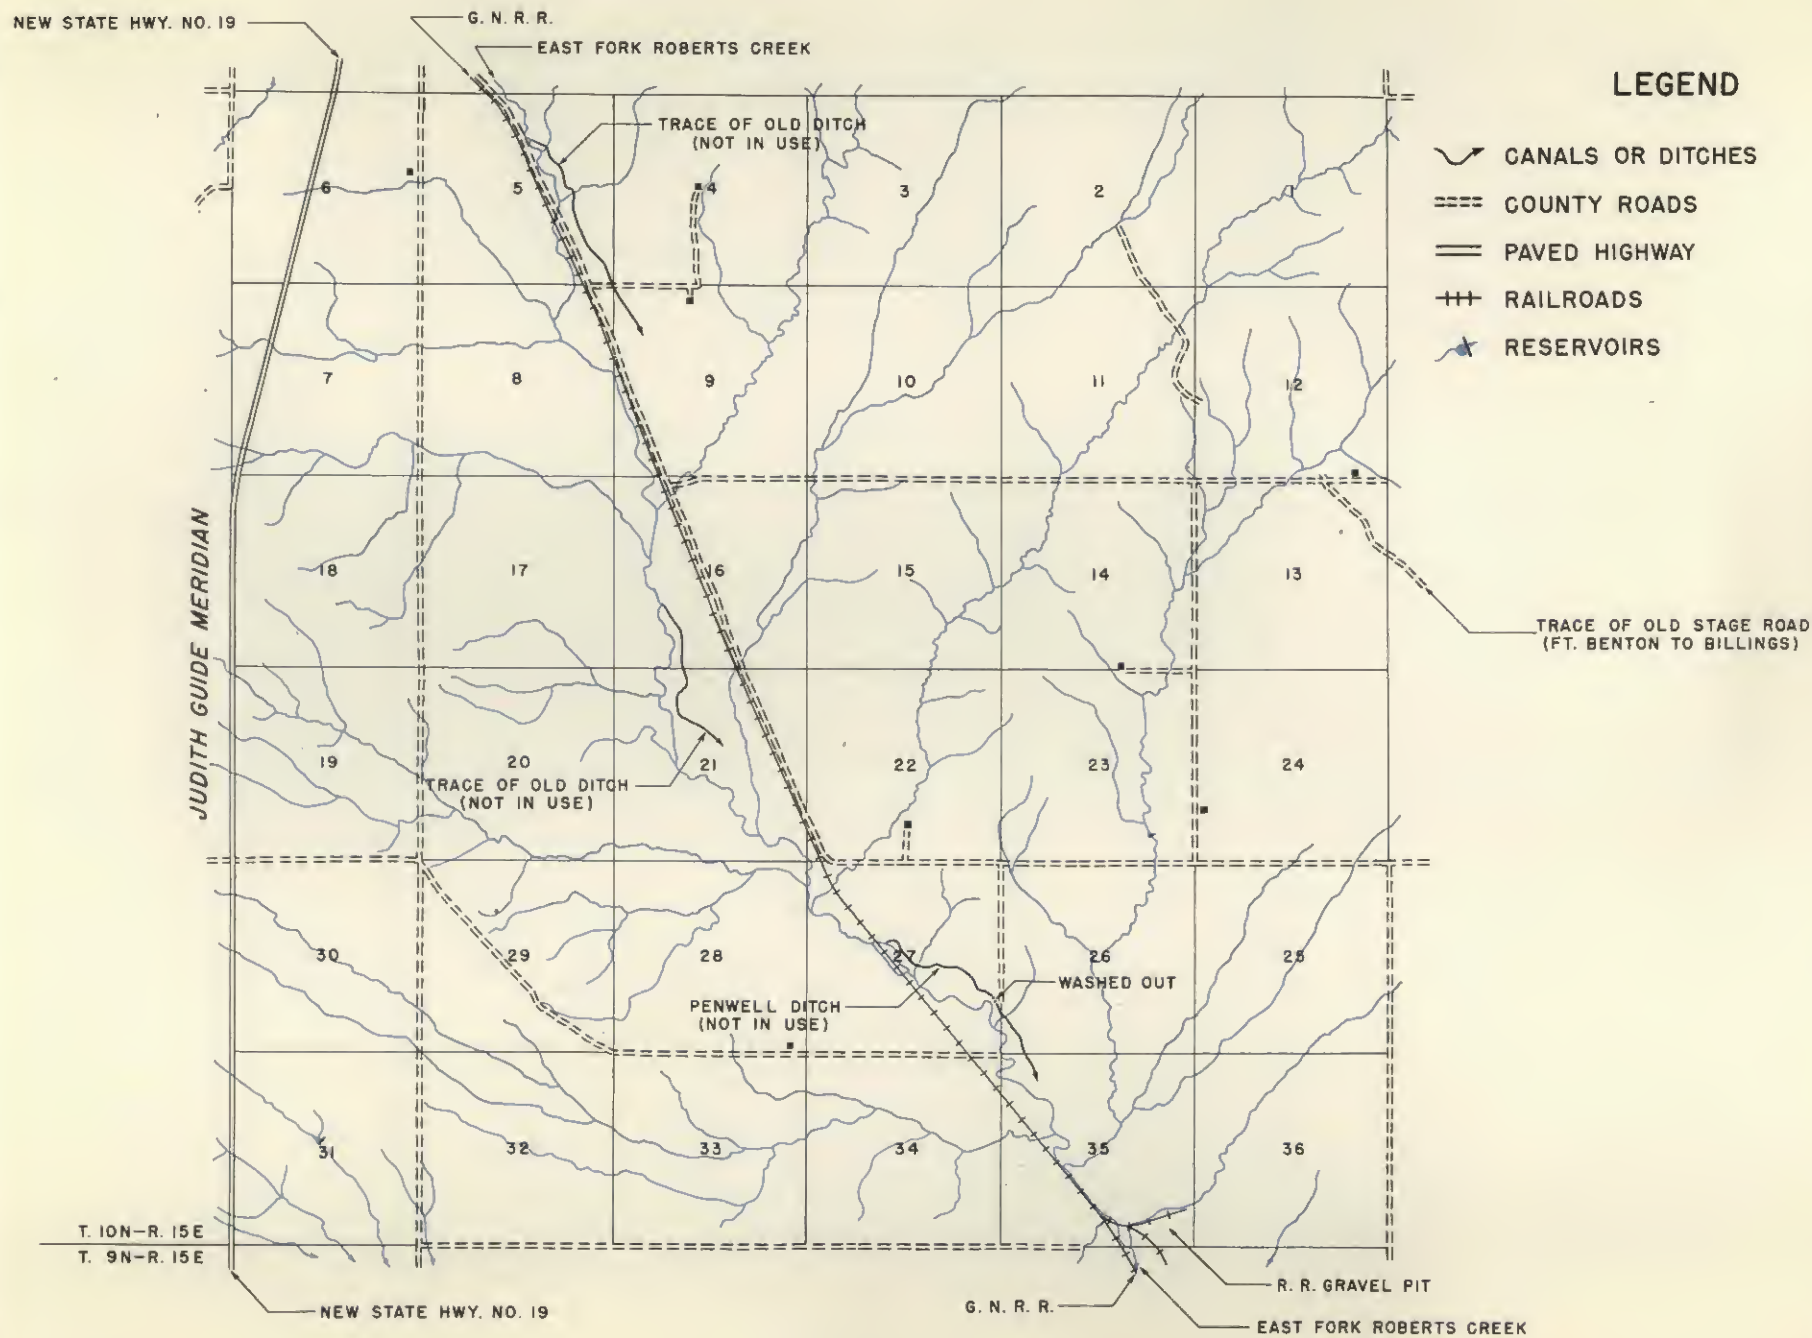 NEW STATE HWY. NO. 19
G. N. R. R.
EAST FORK ROBERTS CREEK
LEGEND
CANALS OR DITCHES
COUNTY ROADS
PAVED HIGHWAY
RAILROADS
RESERVOIRS
TRACE OF OLD DITCH
(NOT IN USE)
6 5 4 3 2 1
7 8 9 10 11 12
JUDITH GUIDE MERIDIAN
18 17 16 15 14 13
TRACE OF OLD STAGE ROAD
(FT. BENTON TO BILLINGS)
19 20 21 22 23 24
TRACE OF OLD DITCH
(NOT IN USE)
30 29 28 27 26 25
WASHED OUT
PENWELL DITCH
(NOT IN USE)
31 32 33 34 35 36
T. 10N-R. 15E
T. 9N-R. 15E
NEW STATE HWY. NO. 19
G. N. R. R.
R. R. GRAVEL PIT
EAST FORK ROBERTS CREEK